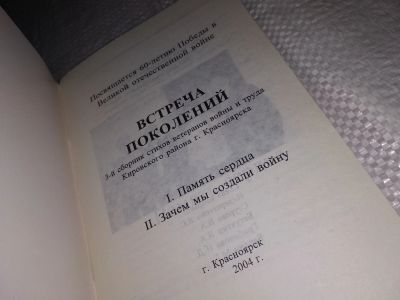 Посвящается 60-летию Победы в
Великой отечественной войне
ВСТРЕЧА
ПОКОЛЕНИЙ
3-й сборник стихов ветеранов войны и труда
Кировского района г. Красноярска
I. Память сердца
II. Зачем мы создали войну
г. Красноярск
2004 г.